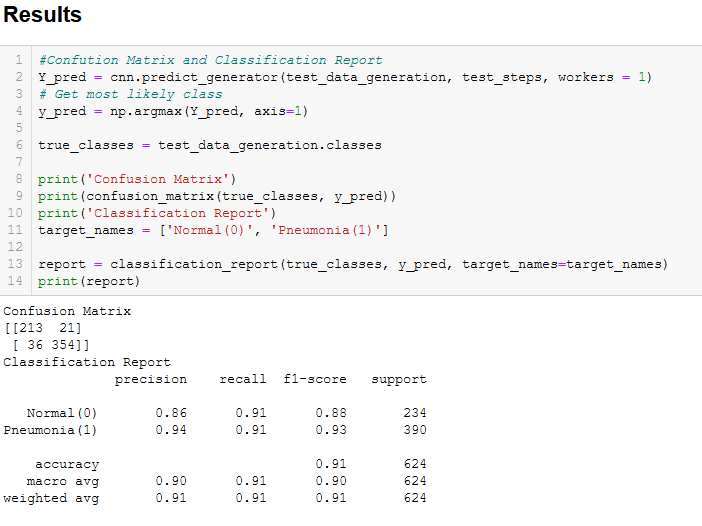 Results
1 #Confution Matrix and Classification Report
2 Y_pred = cnn.predict_generator(test_data_generation, test_steps, workers = 1)
3 # Get most likely class
4 y_pred = np.argmax(Y_pred, axis=1)
5
6 true_classes = test_data_generation.classes
7
8 print('Confusion Matrix')
9 print(confusion_matrix(true_classes, y_pred))
10 print('Classification Report')
11 target_names = ['Normal(0)', 'Pneumonia(1)']
12
13 report = classification_report(true_classes, y_pred, target_names=target_names)
14 print(report)
Confusion Matrix
[[213  21]
 [ 36 354]]
Classification Report
              precision    recall  f1-score   support
   Normal(0)       0.86      0.91      0.88       234
Pneumonia(1)       0.94      0.91      0.93       390
    accuracy                           0.91       624
   macro avg       0.90      0.91      0.90       624
weighted avg       0.91      0.91      0.91       624